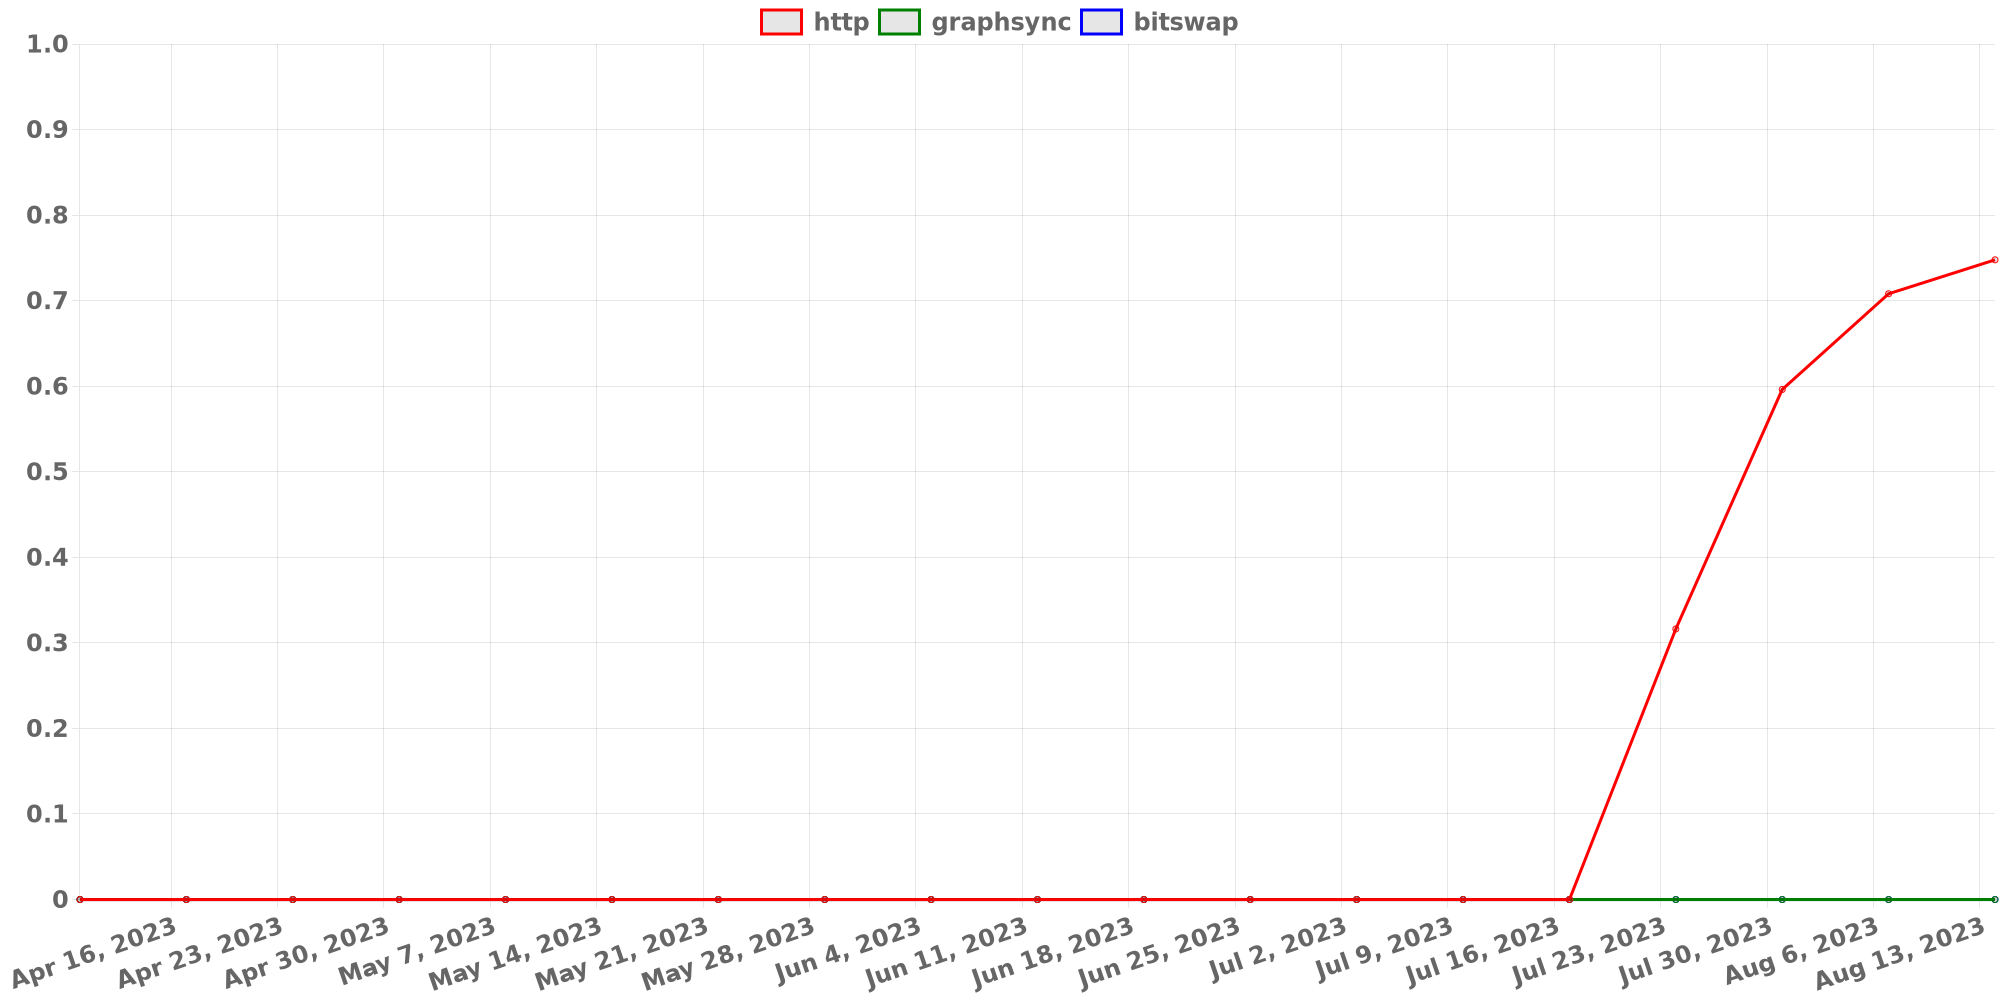 http graphsync bitswap
1.0
0.9
0.8
0.7
0.6
0.5
0.4
0.3
0.2
0.1
0
Apr 16, 2023
Apr 23, 2023
Apr 30, 2023
May 7, 2023
May 14, 2023
May 21, 2023
May 28, 2023
Jun 4, 2023
Jun 11, 2023
Jun 18, 2023
Jun 25, 2023
Jul 2, 2023
Jul 9, 2023
Jul 16, 2023
Jul 23, 2023
Jul 30, 2023
Aug 6, 2023
Aug 13, 2023